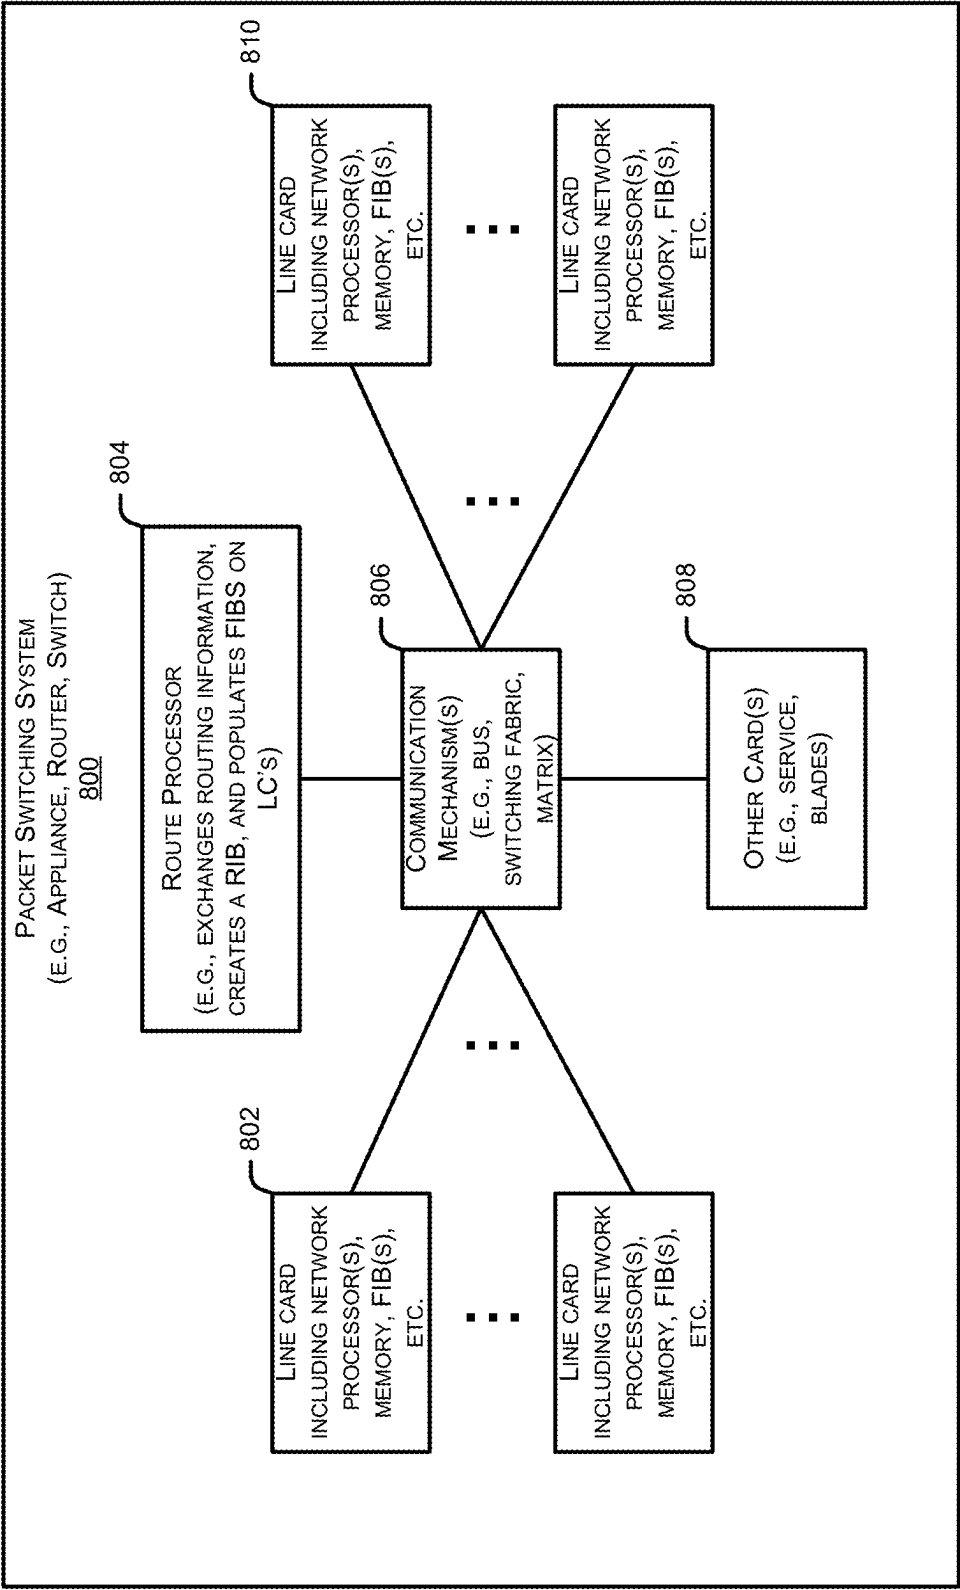 PACKET SWITCHING SYSTEM
(E.G., APPLIANCE, ROUTER, SWITCH)
800
804
ROUTE PROCESSOR
(E.G., EXCHANGES ROUTING INFORMATION,
CREATES A RIB, AND POPULATES FIBS ON
LC'S)
802
LINE CARD
INCLUDING NETWORK
PROCESSOR(S),
MEMORY, FIB(S),
ETC.
806
COMMUNICATION
MECHANISM(S)
(E.G., BUS,
SWITCHING FABRIC,
MATRIX)
810
LINE CARD
INCLUDING NETWORK
PROCESSOR(S),
MEMORY, FIB(S),
ETC.
LINE CARD
INCLUDING NETWORK
PROCESSOR(S),
MEMORY, FIB(S),
ETC.
808
OTHER CARD(S)
(E.G., SERVICE,
BLADES)
LINE CARD
INCLUDING NETWORK
PROCESSOR(S),
MEMORY, FIB(S),
ETC.